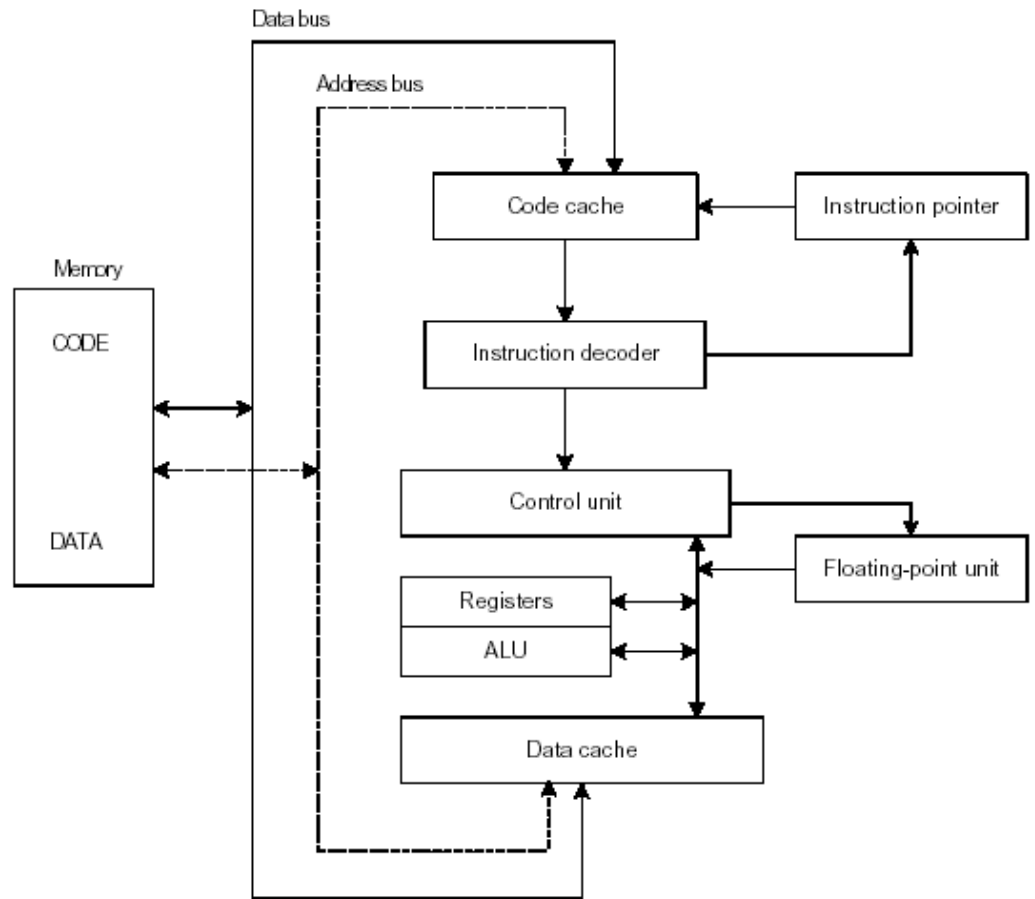 Data bus
Address bus
Code cache
Instruction pointer
Memory
CODE
Instruction decoder
Control unit
DATA
Floating-point unit
Registers
ALU
Data cache